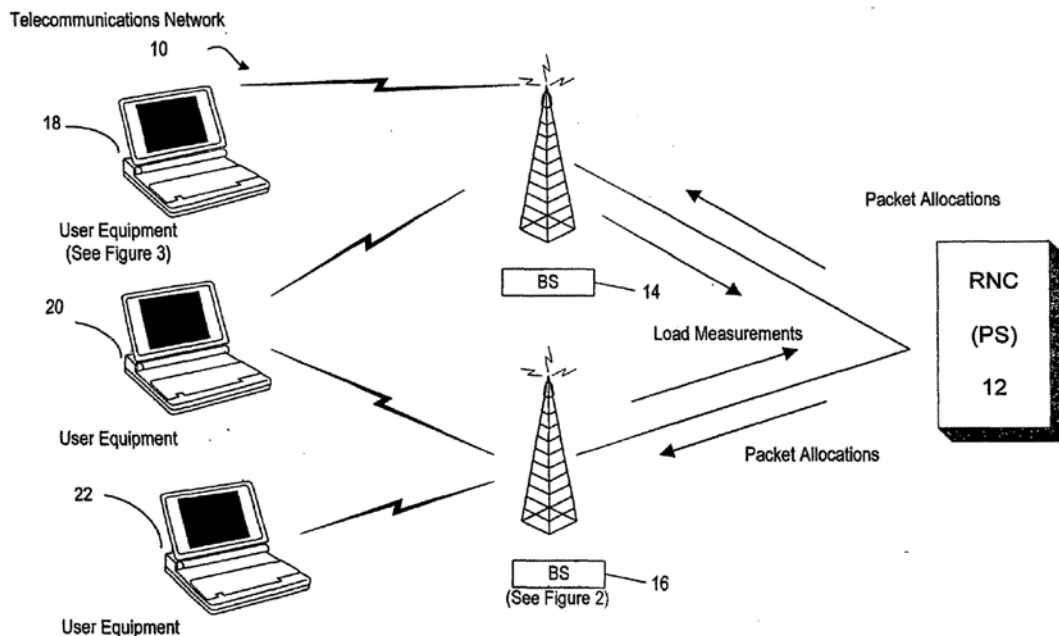 Telecommunications Network
10
18
User Equipment
(See Figure 3)
20
User Equipment
22
User Equipment
BS
14
BS
16
(See Figure 2)
Packet Allocations
Load Measurements
Packet Allocations
RNC
(PS)
12